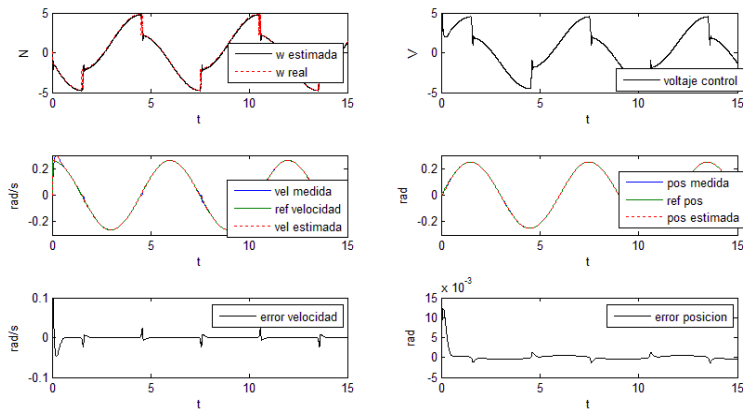 5
0
-5
N
w estimada
w real
0
5
10
15
t
5
0
-5
V
voltaje control
0
5
10
15
t
0.2
0
-0.2
rad/s
vel medida
ref velocidad
vel estimada
0
5
10
15
t
0.2
0
-0.2
rad
pos medida
ref pos
pos estimada
0
5
10
15
t
0.1
0
-0.1
rad/s
error velocidad
0
5
10
15
t
x 10⁻³
15
10
5
0
-5
rad
error posicion
0
5
10
15
t